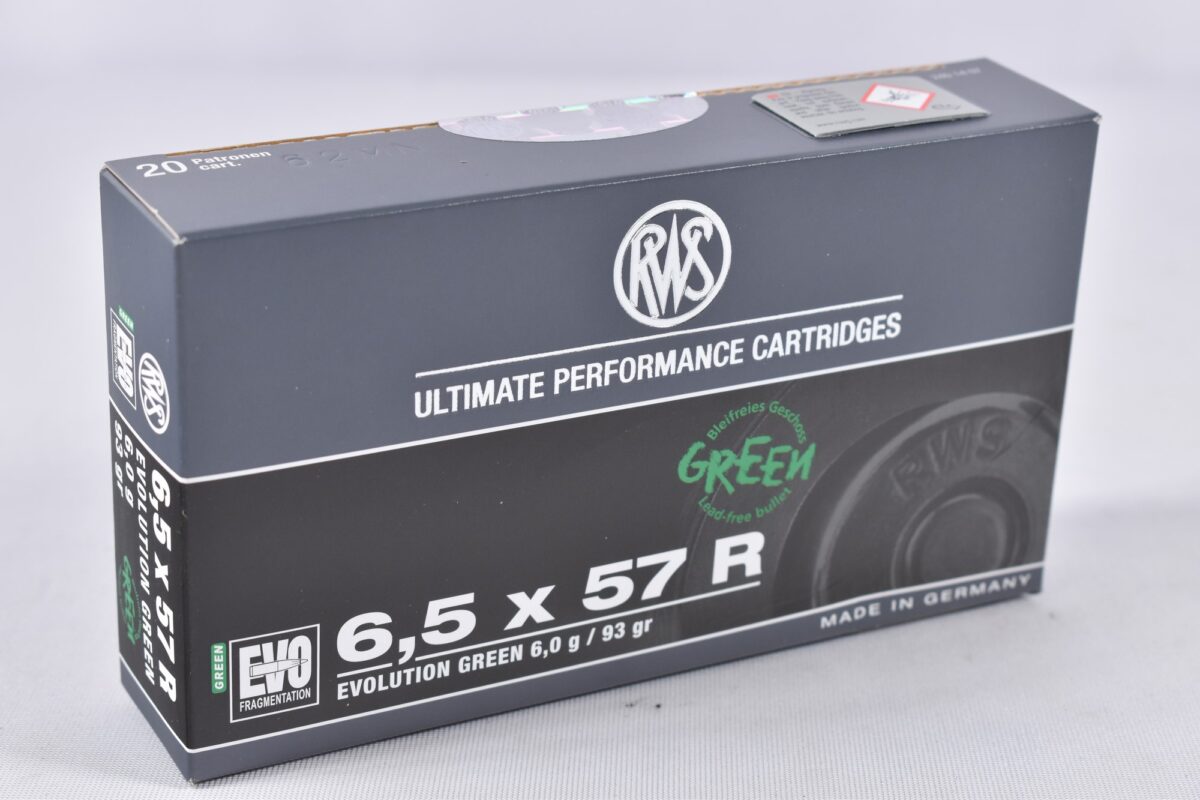 20 Patronen
cart.
RWS
ULTIMATE PERFORMANCE CARTRIDGES
Bleifreies Geschoss
GREEN
Lead-free bullet
RWS
6,5 x 57 R
EVOLUTION GREEN 6,0 g / 93 gr
GREEN
EVO
FRAGMENTATION
MADE IN GERMANY
GREEN
EVO
RWS
6,5 x 57 R
EVOLUTION GREEN
6,0 g
93 gr
GREEN